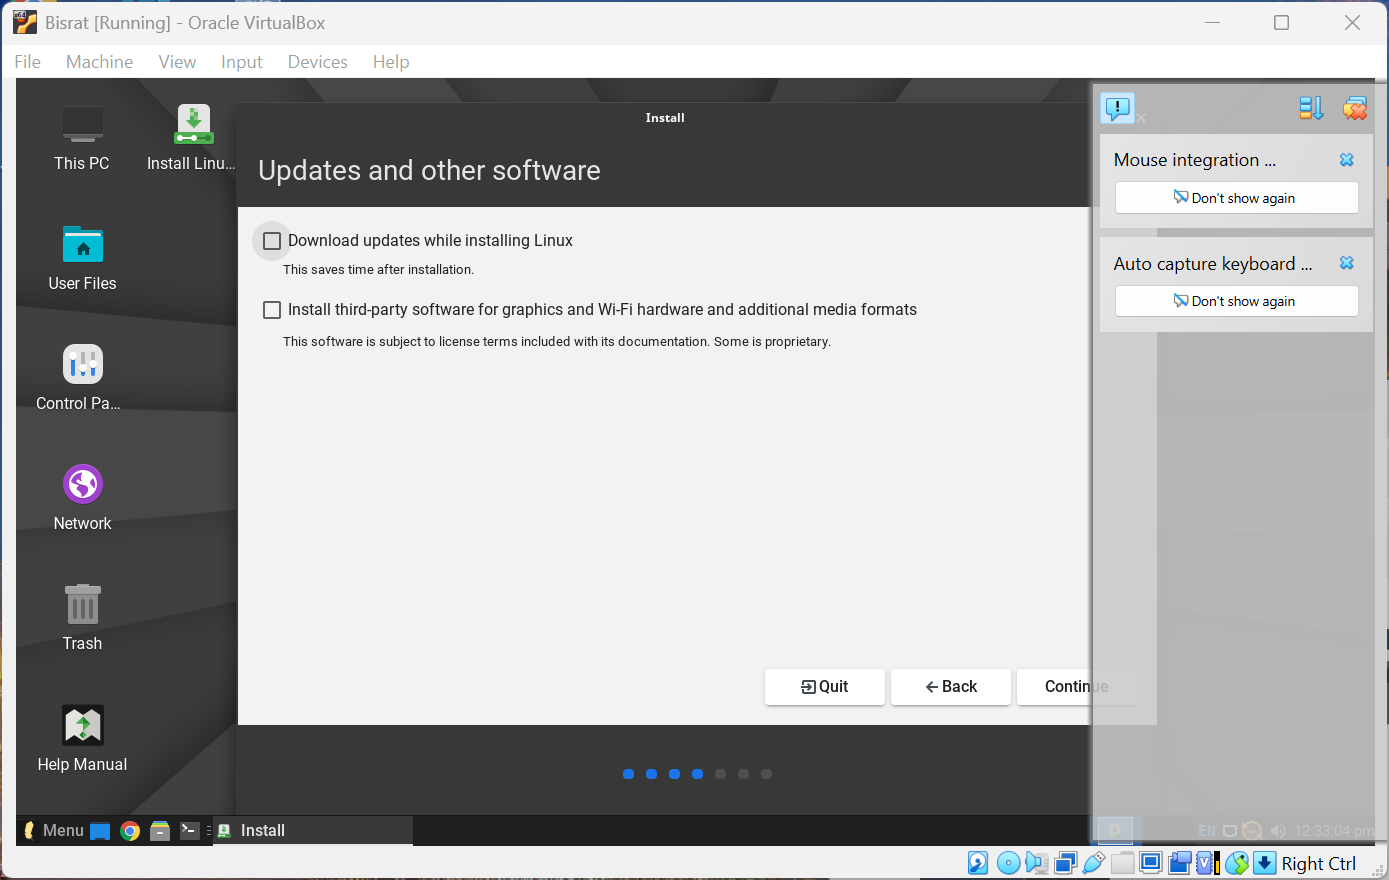 Bisrat [Running] - Oracle VirtualBox
File Machine View Input Devices Help
This PC
Install Linu...
User Files
Control Pa...
Network
Trash
Help Manual
Install
Updates and other software
Download updates while installing Linux
This saves time after installation.
Install third-party software for graphics and Wi-Fi hardware and additional media formats
This software is subject to license terms included with its documentation. Some is proprietary.
Quit
Back
Continue
Mouse integration ...
Don't show again
Auto capture keyboard ...
Don't show again
Menu
Install
EN
12:33:04 pm
Right Ctrl